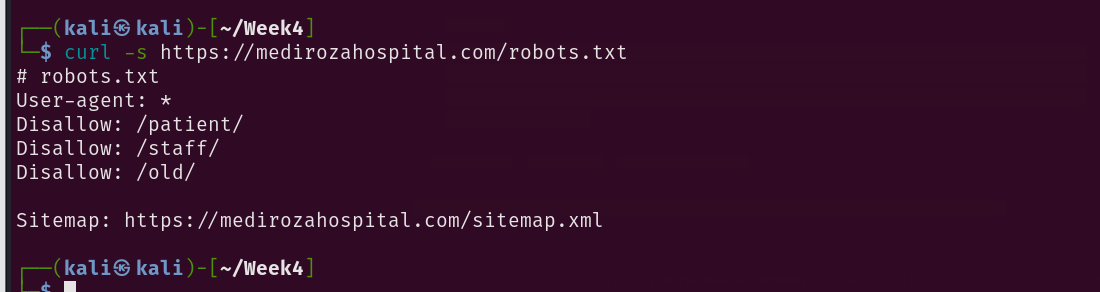 ┌──(kali㉿kali)-[~/Week4]
└─$ curl -s https://medirozahospital.com/robots.txt
# robots.txt
User-agent: *
Disallow: /patient/
Disallow: /staff/
Disallow: /old/
Sitemap: https://medirozahospital.com/sitemap.xml
┌──(kali㉿kali)-[~/Week4]
└─$